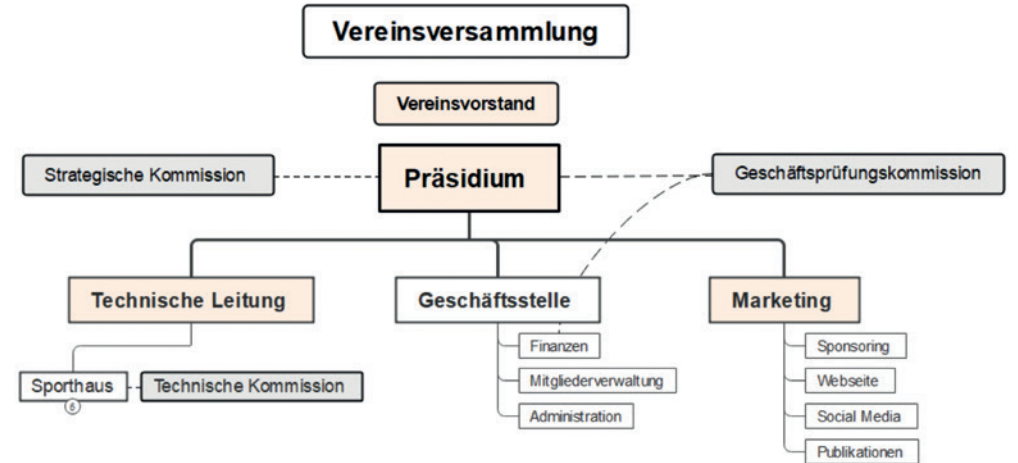 Vereinsversammlung
Vereinsvorstand
Strategische Kommission
Präsidium
Geschäftsprüfungskommission
Technische Leitung
Geschäftsstelle
Marketing
Finanzen
Sponsoring
Sporthaus
Technische Kommission
6
Mitgliederverwaltung
Webseite
Administration
Social Media
Publikationen